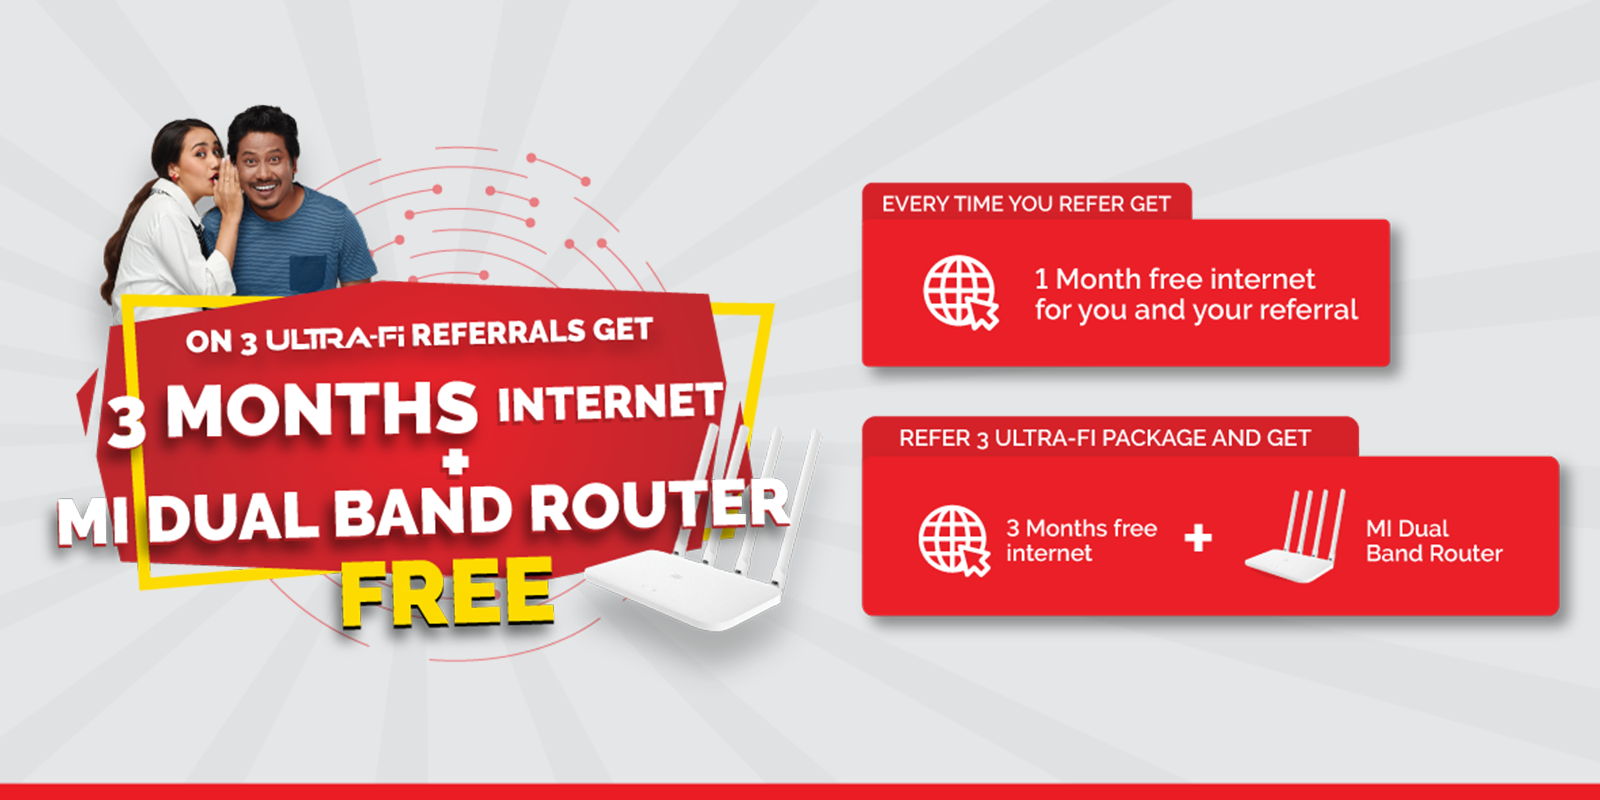 ON 3 ULTRA-Fi REFERRALS GET
3 MONTHS INTERNET
+
MI DUAL BAND ROUTER
FREE
EVERY TIME YOU REFER GET
1 Month free internet
for you and your referral
REFER 3 ULTRA-FI PACKAGE AND GET
3 Months free
internet
+
MI Dual
Band Router